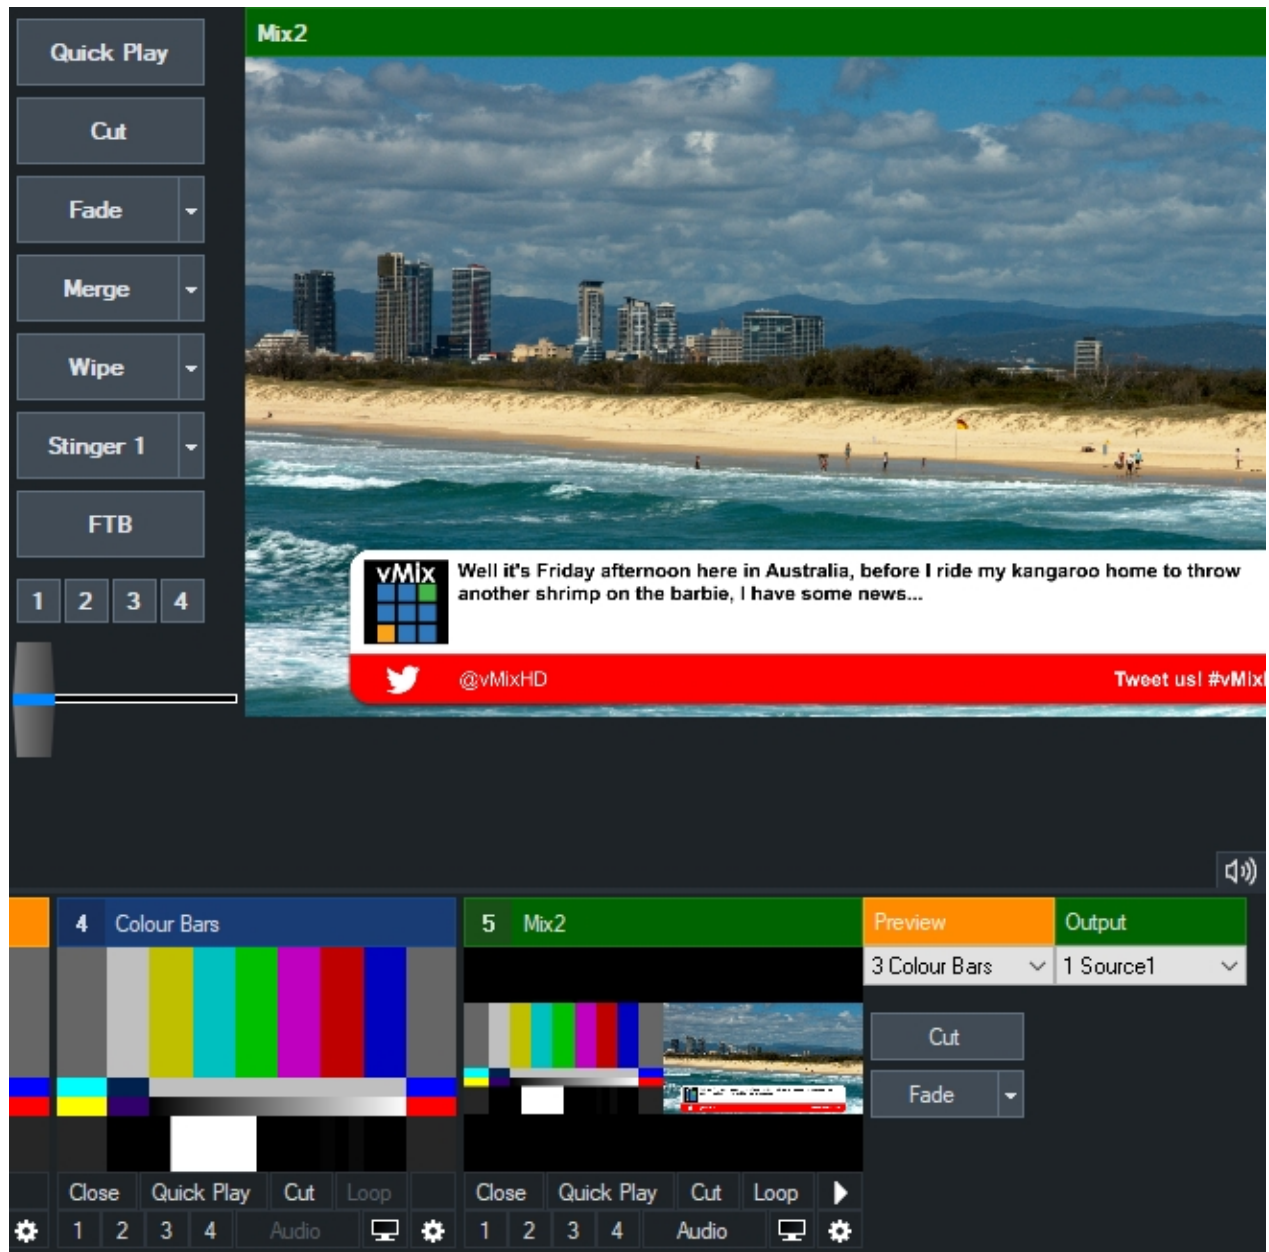 Quick Play
Cut
Fade
Merge
Wipe
Stinger 1
FTB
1 2 3 4
Mix2
vMix
Well it's Friday afternoon here in Australia, before I ride my kangaroo home to throw
another shrimp on the barbie, I have some news...
@vMixHD
Tweet us! #vMix
4 Colour Bars
Close Quick Play Cut Loop
1 2 3 4 Audio
5 Mix2
Close Quick Play Cut Loop
1 2 3 4 Audio
Preview
3 Colour Bars
Output
1 Source1
Cut
Fade